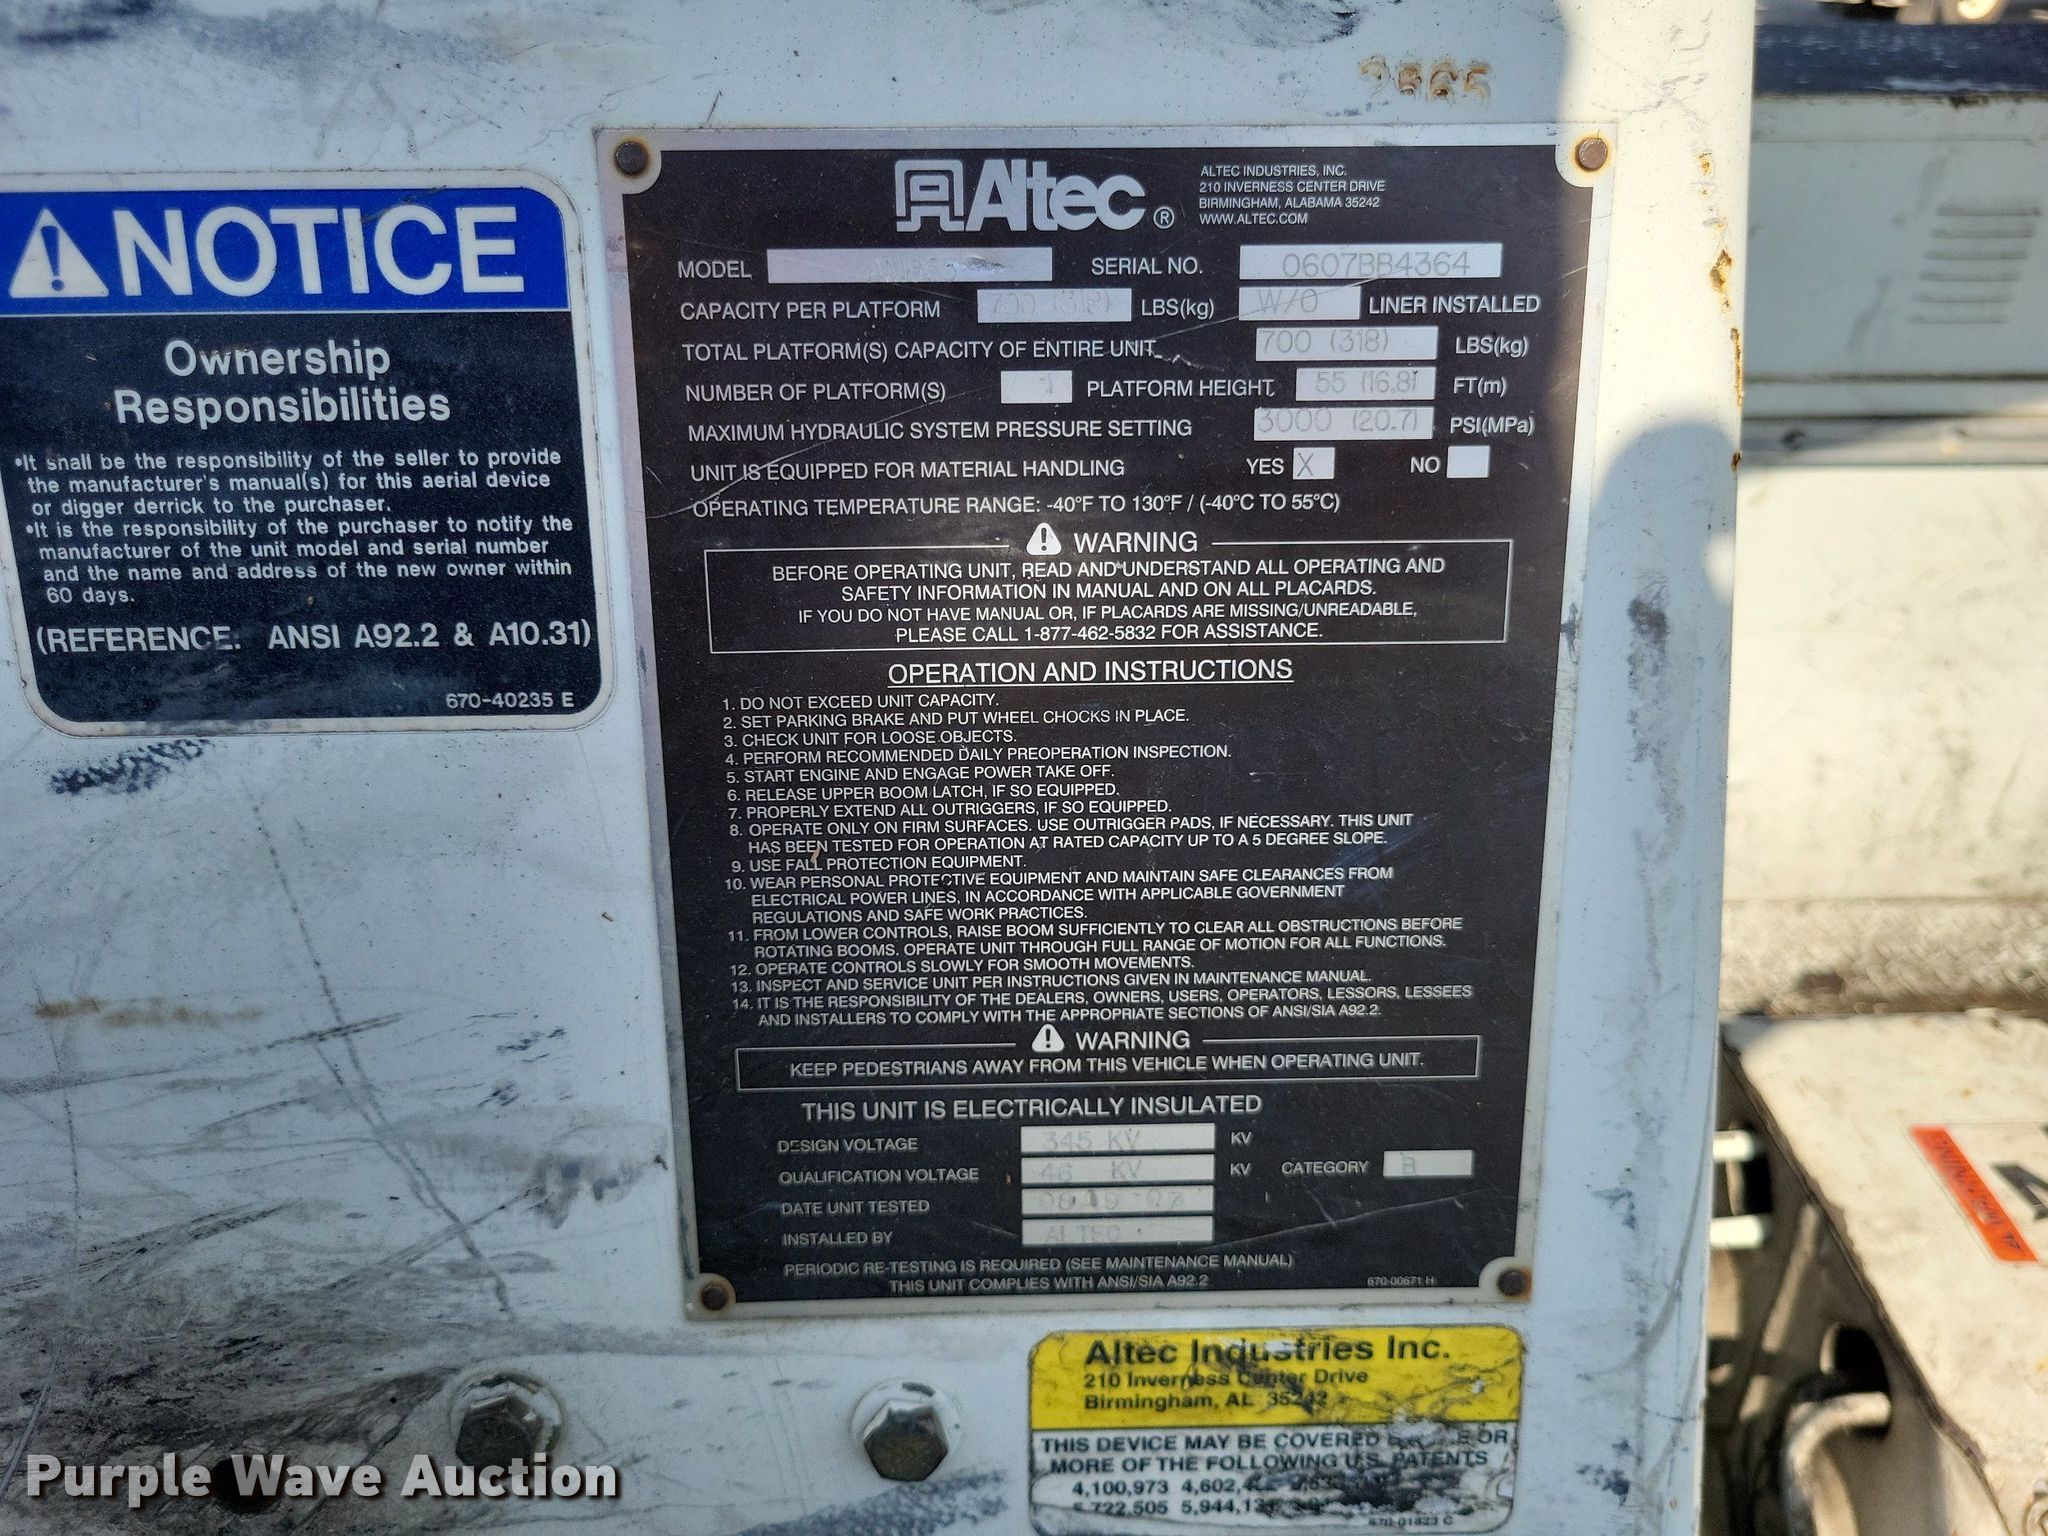 NOTICE
Ownership
Responsibilities
•It shall be the responsibility of the seller to provide
the manufacturer's manual(s) for this aerial device
or digger derrick to the purchaser.
•It is the responsibility of the purchaser to notify the
manufacturer of the unit model and serial number
and the name and address of the new owner within
60 days.
(REFERENCE: ANSI A92.2 & A10.31)
670-40235 E
Altec®
ALTEC INDUSTRIES, INC.
210 INVERNESS CENTER DRIVE
BIRMINGHAM, ALABAMA 35242
WWW.ALTEC.COM
MODEL SERIAL NO. 0607BB4364
CAPACITY PER PLATFORM 700 (318) LBS(kg) W/O LINER INSTALLED
TOTAL PLATFORM(S) CAPACITY OF ENTIRE UNIT 700 (318) LBS(kg)
NUMBER OF PLATFORM(S) 1 PLATFORM HEIGHT 55 (16.8) FT(m)
MAXIMUM HYDRAULIC SYSTEM PRESSURE SETTING 3000 (20.7) PSI(MPa)
UNIT IS EQUIPPED FOR MATERIAL HANDLING YES X NO
OPERATING TEMPERATURE RANGE: -40°F TO 130°F / (-40°C TO 55°C)
WARNING
BEFORE OPERATING UNIT, READ AND UNDERSTAND ALL OPERATING AND
SAFETY INFORMATION IN MANUAL AND ON ALL PLACARDS.
IF YOU DO NOT HAVE MANUAL OR, IF PLACARDS ARE MISSING/UNREADABLE,
PLEASE CALL 1-877-462-5832 FOR ASSISTANCE.
OPERATION AND INSTRUCTIONS
1. DO NOT EXCEED UNIT CAPACITY.
2. SET PARKING BRAKE AND PUT WHEEL CHOCKS IN PLACE.
3. CHECK UNIT FOR LOOSE OBJECTS.
4. PERFORM RECOMMENDED DAILY PREOPERATION INSPECTION.
5. START ENGINE AND ENGAGE POWER TAKE OFF.
6. RELEASE UPPER BOOM LATCH, IF SO EQUIPPED.
7. PROPERLY EXTEND ALL OUTRIGGERS, IF SO EQUIPPED.
8. OPERATE ONLY ON FIRM SURFACES. USE OUTRIGGER PADS, IF NECESSARY. THIS UNIT
HAS BEEN TESTED FOR OPERATION AT RATED CAPACITY UP TO A 5 DEGREE SLOPE.
9. USE FALL PROTECTION EQUIPMENT.
10. WEAR PERSONAL PROTECTIVE EQUIPMENT AND MAINTAIN SAFE CLEARANCES FROM
ELECTRICAL POWER LINES, IN ACCORDANCE WITH APPLICABLE GOVERNMENT
REGULATIONS AND SAFE WORK PRACTICES.
11. FROM LOWER CONTROLS, RAISE BOOM SUFFICIENTLY TO CLEAR ALL OBSTRUCTIONS BEFORE
ROTATING BOOMS. OPERATE UNIT THROUGH FULL RANGE OF MOTION FOR ALL FUNCTIONS.
12. OPERATE CONTROLS SLOWLY FOR SMOOTH MOVEMENTS.
13. INSPECT AND SERVICE UNIT PER INSTRUCTIONS GIVEN IN MAINTENANCE MANUAL.
14. IT IS THE RESPONSIBILITY OF THE DEALERS, OWNERS, USERS, OPERATORS, LESSORS, LESSEES
AND INSTALLERS TO COMPLY WITH THE APPROPRIATE SECTIONS OF ANSI/SIA A92.2.
WARNING
KEEP PEDESTRIANS AWAY FROM THIS VEHICLE WHEN OPERATING UNIT.
THIS UNIT IS ELECTRICALLY INSULATED
DESIGN VOLTAGE 345 KV KV
QUALIFICATION VOLTAGE 46 KV KV CATEGORY B
DATE UNIT TESTED
INSTALLED BY ALTEC
PERIODIC RE-TESTING IS REQUIRED (SEE MAINTENANCE MANUAL)
THIS UNIT COMPLIES WITH ANSI/SIA A92.2
670-00671 H
Altec Industries Inc.
210 Inverness Center Drive
Birmingham, AL 35242
THIS DEVICE MAY BE COVERED OR
MORE OF THE FOLLOWING U.S. PATENTS
4,100,973
Purple Wave Auction